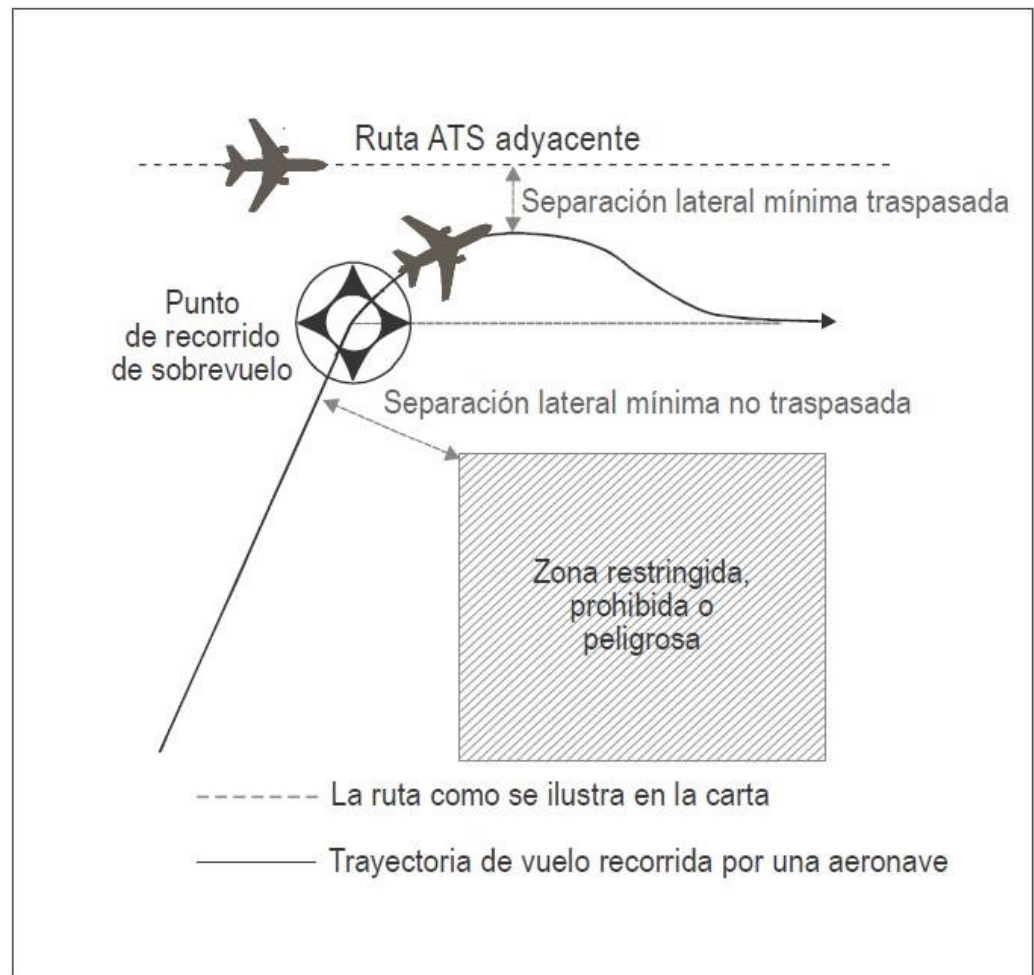 Ruta ATS adyacente
Separación lateral mínima traspasada
Punto
de recorrido
de sobrevuelo
Separación lateral mínima no traspasada
Zona restringida,
prohibida o
peligrosa
La ruta como se ilustra en la carta
Trayectoria de vuelo recorrida por una aeronave